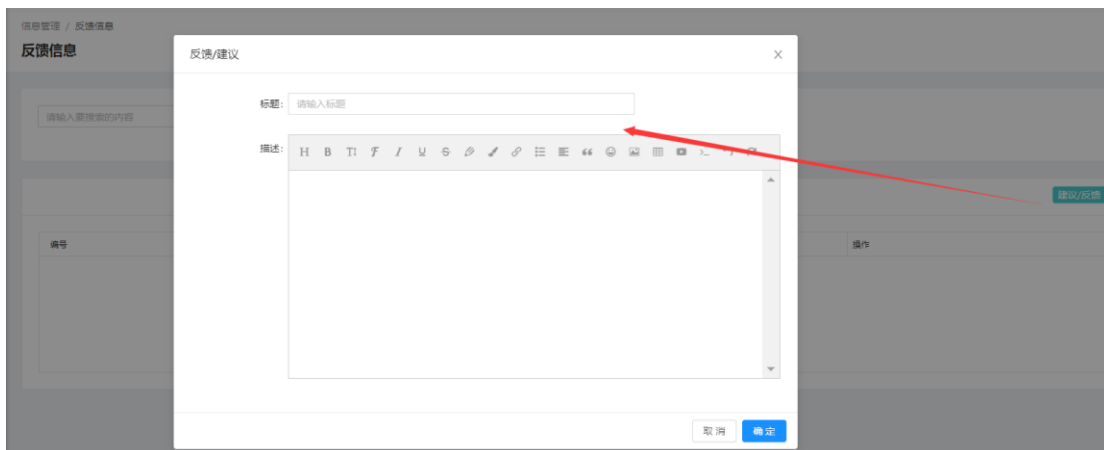 信息管理 / 反馈信息
反馈信息
反馈/建议
标题:
请输入标题
请输入要搜索的内容
描述:
建议/反馈
编号
操作
取消
确定